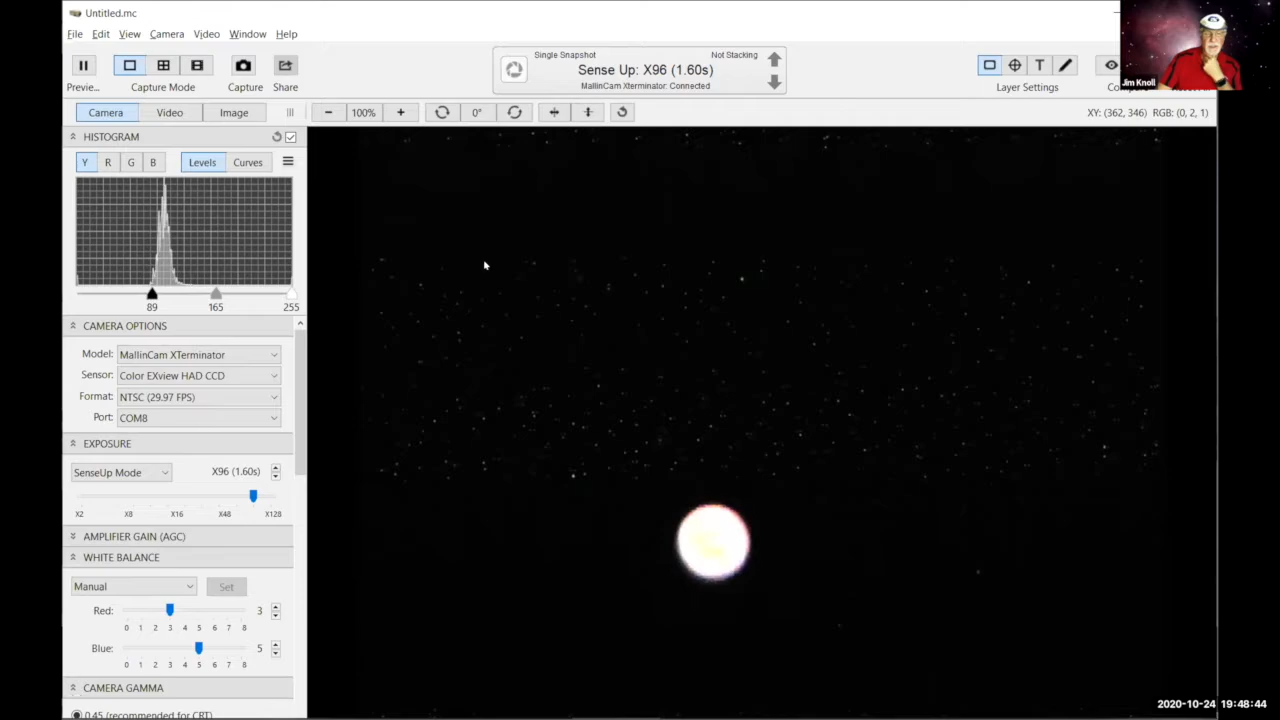 Untitled.mc
File Edit View Camera Video Window Help
Single Snapshot Not Stacking
Sense Up: X96 (1.60s)
MallinCam Xterminator: Connected
Previe... Capture Mode Capture Share Layer Settings
Jim Knoll
Camera Video Image 100% 0° XY: (362, 346) RGB: (0, 2, 1)
HISTOGRAM
Y R G B Levels Curves
89 165 255
CAMERA OPTIONS
Model: MallinCam XTerminator
Sensor: Color EXview HAD CCD
Format: NTSC (29.97 FPS)
Port: COM8
EXPOSURE
SenseUp Mode X96 (1.60s)
X2 X8 X16 X48 X128
AMPLIFIER GAIN (AGC)
WHITE BALANCE
Manual Set
Red: 3
0 1 2 3 4 5 6 7 8
Blue: 5
0 1 2 3 4 5 6 7 8
CAMERA GAMMA
0.45 (recommended for CRT)
2020-10-24 19:48:44